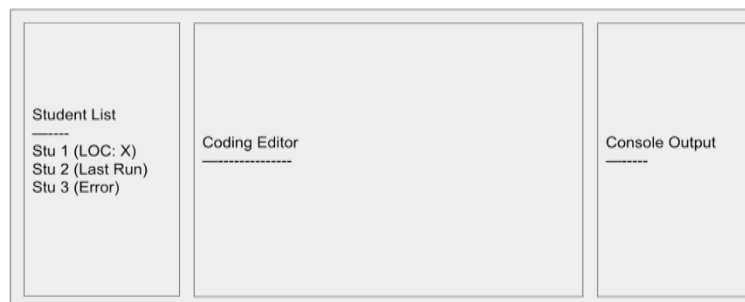 Student List
-------
Stu 1 (LOC: X)
Stu 2 (Last Run)
Stu 3 (Error)
Coding Editor
-----------------
Console Output
--------